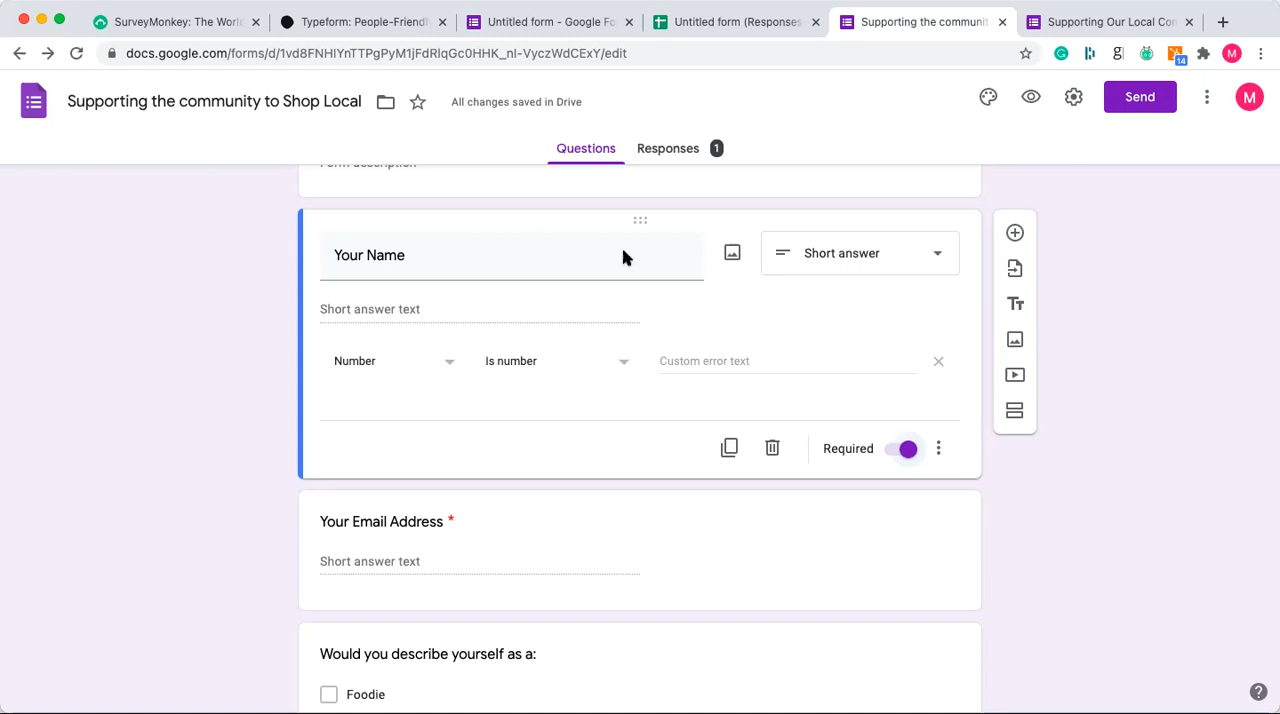 SurveyMonkey: The World
Typeform: People-Friendl
Untitled form - Google Fo
Untitled form (Responses
Supporting the communit
Supporting Our Local Con
docs.google.com/forms/d/1vd8FNHlYnTTPgPyM1jFdRlqGc0HHK_nl-VyczWdCExY/edit
14
M
Supporting the community to Shop Local
All changes saved in Drive
Send
M
Questions
Responses 1
Your Name
Short answer
Short answer text
Number
Is number
Custom error text
Required
Your Email Address *
Short answer text
Would you describe yourself as a:
Foodie